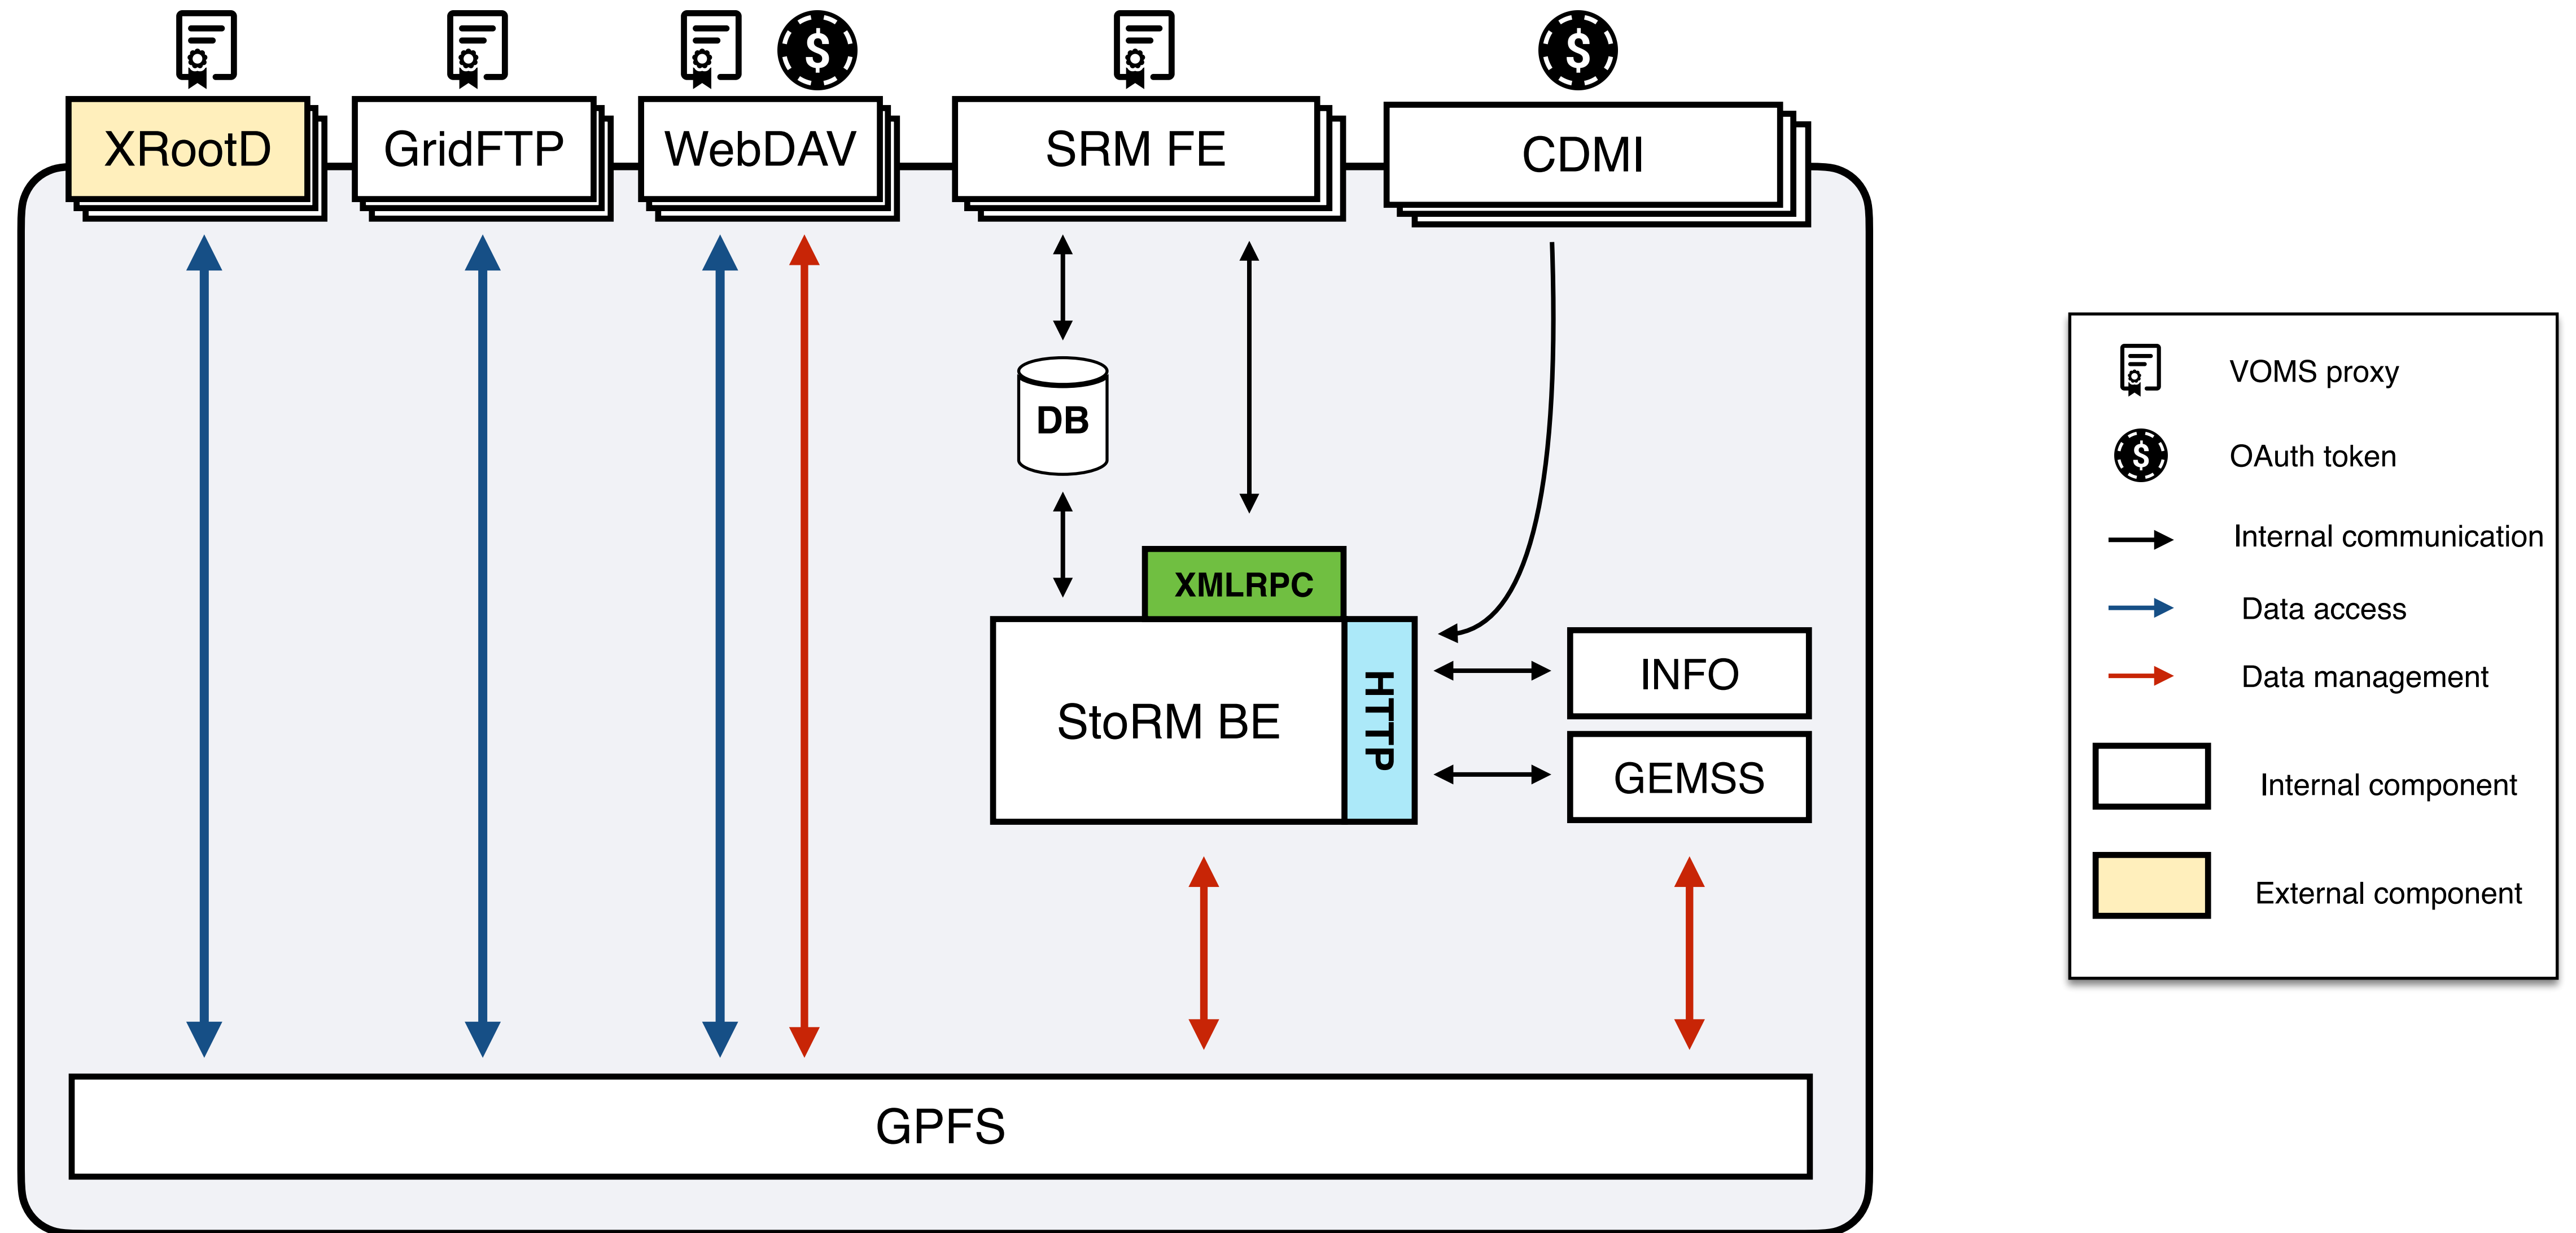 XRootD
GridFTP
WebDAV
SRM FE
CDMI
DB
XMLRPC
StoRM BE
HTTP
INFO
GEMSS
GPFS
VOMS proxy
OAuth token
Internal communication
Data access
Data management
Internal component
External component